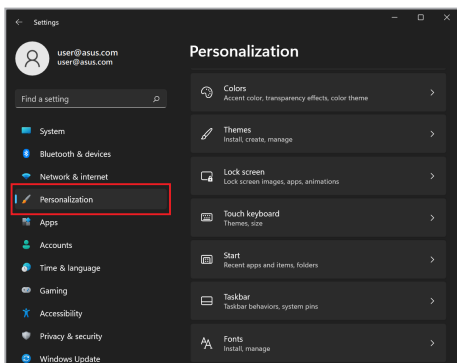 Settings
user@asus.com
user@asus.com
Find a setting
System
Bluetooth & devices
Network & internet
Personalization
Apps
Accounts
Time & language
Gaming
Accessibility
Privacy & security
Windows Update
Personalization
Colors
Accent color, transparency effects, color theme
Themes
Install, create, manage
Lock screen
Lock screen images, apps, animations
Touch keyboard
Themes, size
Start
Recent apps and items, folders
Taskbar
Taskbar behaviors, system pins
Fonts
Install, manage